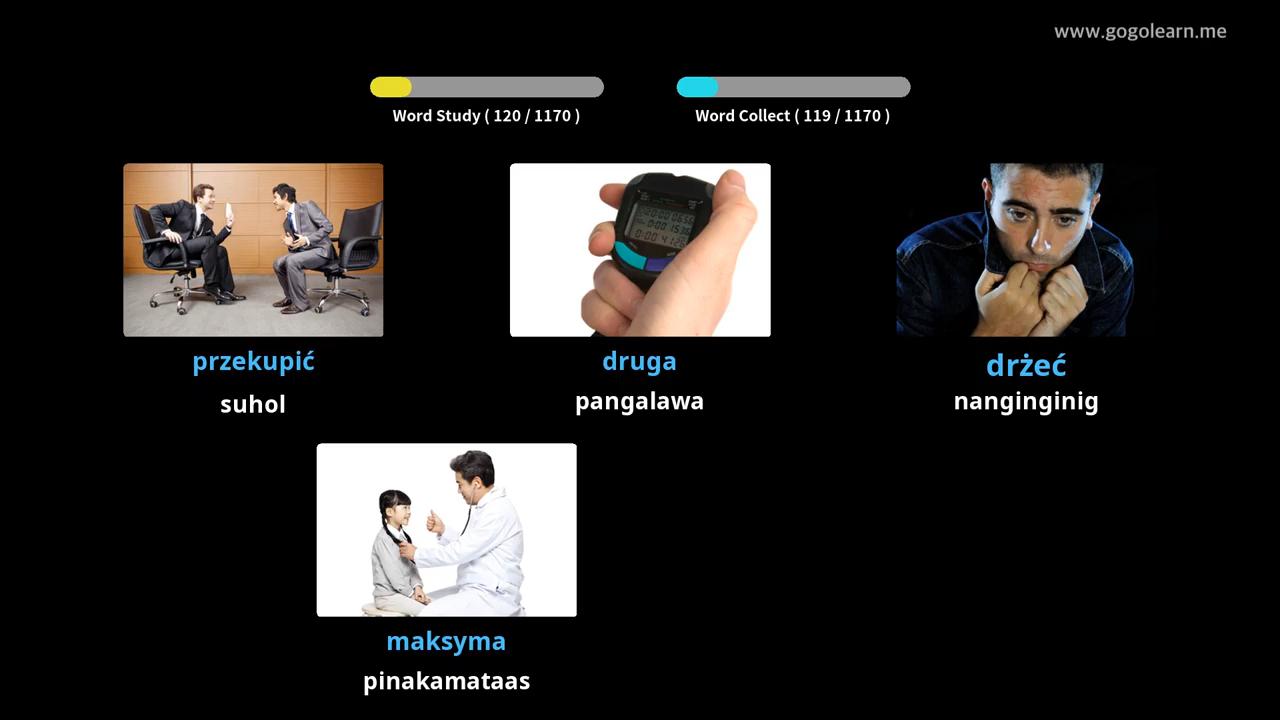 www.gogolearn.me
Word Study ( 120 / 1170 )
Word Collect ( 119 / 1170 )
przekupić
druga
drżeć
suhol
pangalawa
nanginginig
maksyma
pinakamataas